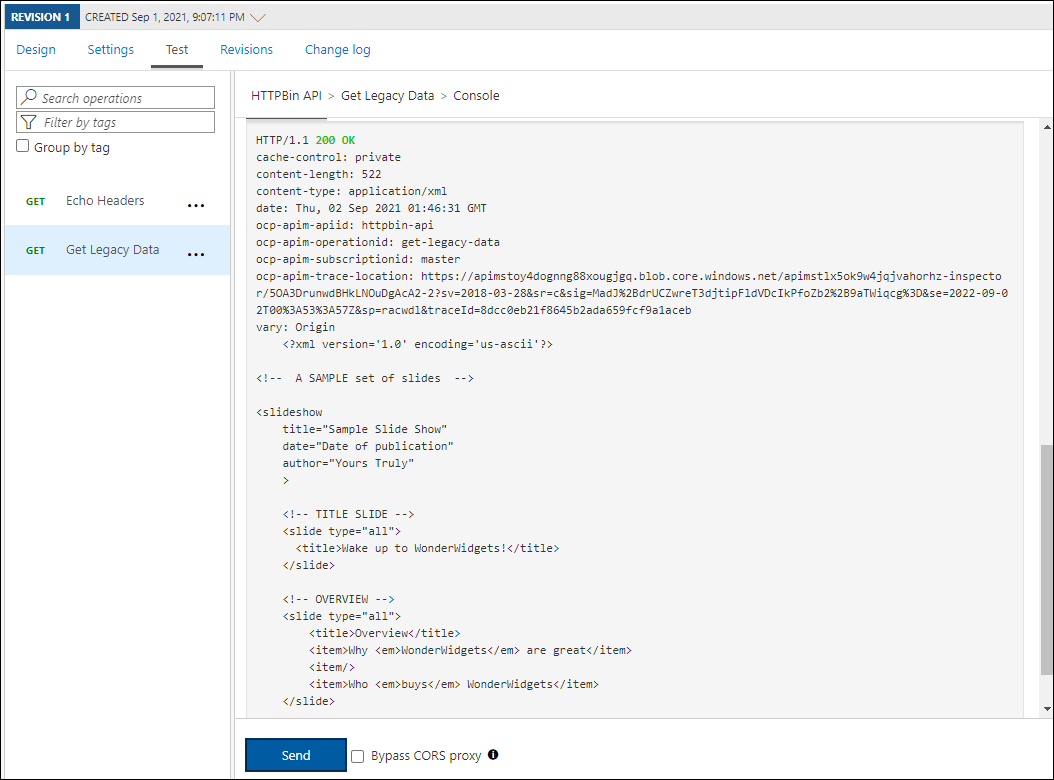 REVISION 1 CREATED Sep 1, 2021, 9:07:11 PM
Design Settings Test Revisions Change log
Search operations
Filter by tags
Group by tag
GET Echo Headers ...
GET Get Legacy Data ...
HTTPBin API > Get Legacy Data > Console
HTTP/1.1 200 OK
cache-control: private
content-length: 522
content-type: application/xml
date: Thu, 02 Sep 2021 01:46:31 GMT
ocp-apim-apiid: httpbin-api
ocp-apim-operationid: get-legacy-data
ocp-apim-subscriptionid: master
ocp-apim-trace-location: https://apimstoy4dognng88xougjgq.blob.core.windows.net/apimstlx5ok9w4jqjvahorhz-inspecto
r/5OA3DrunwdBHkLNOuDgAcA2-2?sv=2018-03-28&sr=c&sig=MadJ%2BdrUCZwreT3djtipFldVDcIkPfoZb2%2B9aTWiqcg%3D&se=2022-09-0
2T00%3A53%3A57Z&sp=racwdl&traceId=8dcc0eb21f8645b2ada659fcf9a1aceb
vary: Origin
<?xml version='1.0' encoding='us-ascii'?>
<!--  A SAMPLE set of slides  -->
<slideshow
title="Sample Slide Show"
date="Date of publication"
author="Yours Truly"
>
<!-- TITLE SLIDE -->
<slide type="all">
<title>Wake up to WonderWidgets!</title>
</slide>
<!-- OVERVIEW -->
<slide type="all">
<title>Overview</title>
<item>Why <em>WonderWidgets</em> are great</item>
<item/>
<item>Who <em>buys</em> WonderWidgets</item>
</slide>
Send Bypass CORS proxy